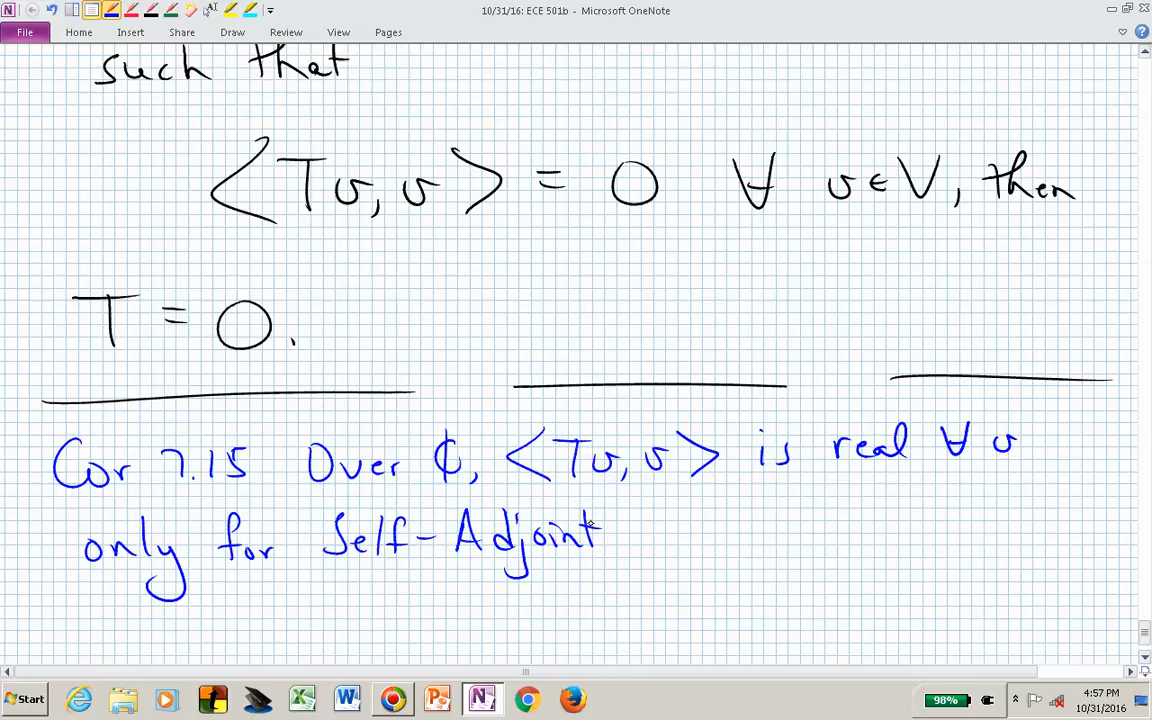 10/31/16: ECE 501b - Microsoft OneNote
File Home Insert Share Draw Review View Pages
such that
<Tv, v> = 0 ∀ v∈V, then
T = 0.
Cor 7.15 Over ₵, <Tv, v> is real ∀ v
only for Self-Adjoint
Start
98%
4:57 PM
10/31/2016